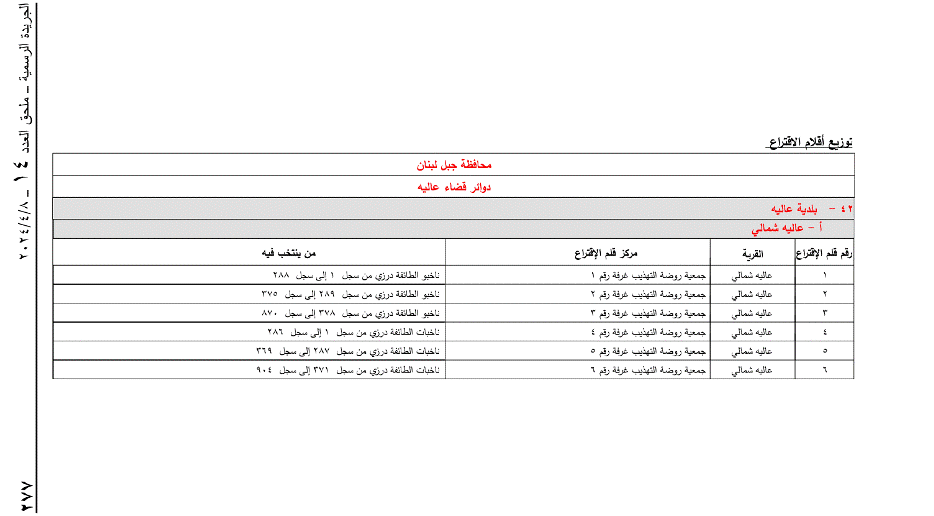 الجريدة الرسمية – ملحق العدد ١٤ – ٢٠٢٤/٤/٨
توزيع أقلام الاقتراع
محافظة جبل لبنان
دوائر قضاء عاليه
٤٢ – بلدية عاليه
أ – عاليه شمالي
رقم قلم الإقتراع القرية مركز قلم الإقتراع من ينتخب فيه
١ عاليه شمالي جمعية روضة التهذيب غرفة رقم ١ ناخبو الطائفة درزي من سجل ١ إلى سجل ٢٨٨
٢ عاليه شمالي جمعية روضة التهذيب غرفة رقم ٢ ناخبو الطائفة درزي من سجل ٢٨٩ إلى سجل ٣٧٥
٣ عاليه شمالي جمعية روضة التهذيب غرفة رقم ٣ ناخبو الطائفة درزي من سجل ٣٧٨ إلى سجل ٨٧٠
٤ عاليه شمالي جمعية روضة التهذيب غرفة رقم ٤ ناخبات الطائفة درزي من سجل ١ إلى سجل ٢٨٦
٥ عاليه شمالي جمعية روضة التهذيب غرفة رقم ٥ ناخبات الطائفة درزي من سجل ٢٨٧ إلى سجل ٣٦٩
٦ عاليه شمالي جمعية روضة التهذيب غرفة رقم ٦ ناخبات الطائفة درزي من سجل ٣٧١ إلى سجل ٩٠٤
٢٧٧